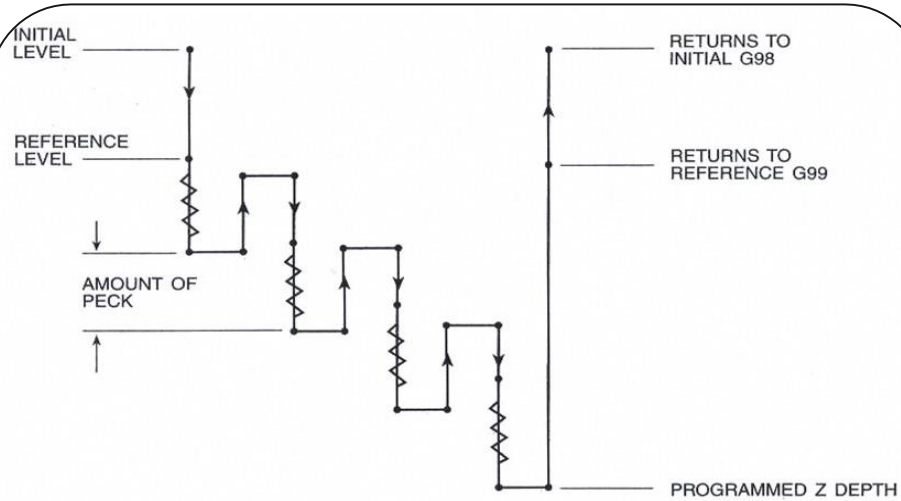 INITIAL
LEVEL
RETURNS TO
INITIAL G98
REFERENCE
LEVEL
RETURNS TO
REFERENCE G99
AMOUNT OF
PECK
PROGRAMMED Z DEPTH